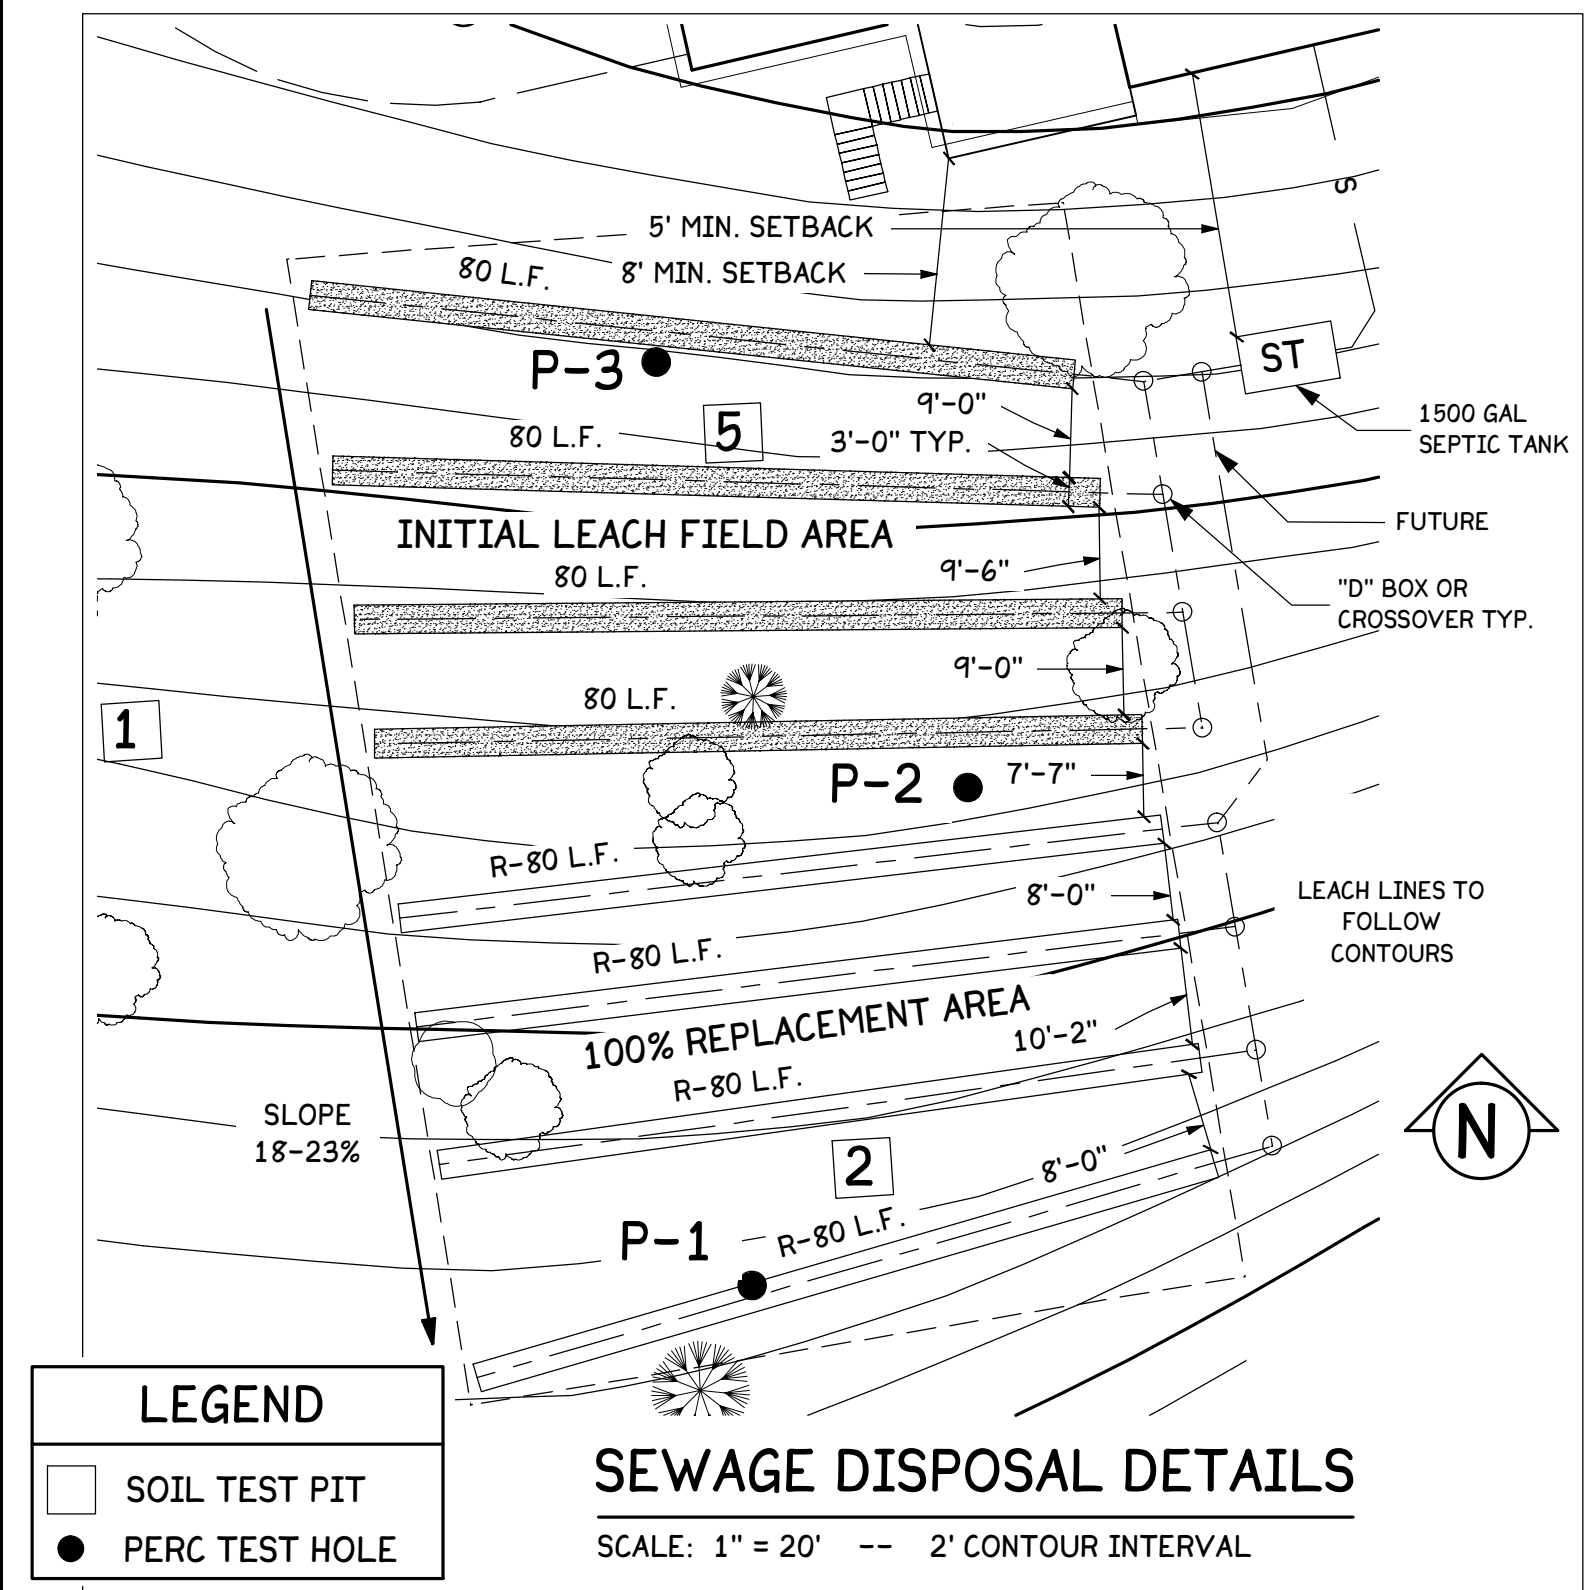 S
5' MIN. SETBACK
8' MIN. SETBACK
80 L.F.
ST
P-3
9'-0"
1500 GAL
SEPTIC TANK
5
80 L.F.
3'-0" TYP.
FUTURE
INITIAL LEACH FIELD AREA
80 L.F.
9'-6"
"D" BOX OR
CROSSOVER TYP.
9'-0"
80 L.F.
1
P-2
7'-7"
R-80 L.F.
8'-0"
LEACH LINES TO
FOLLOW
CONTOURS
R-80 L.F.
100% REPLACEMENT AREA
10'-2"
R-80 L.F.
SLOPE
18-23%
N
2
8'-0"
P-1
R-80 L.F.
LEGEND
SOIL TEST PIT
PERC TEST HOLE
SEWAGE DISPOSAL DETAILS
SCALE: 1" = 20' -- 2' CONTOUR INTERVAL